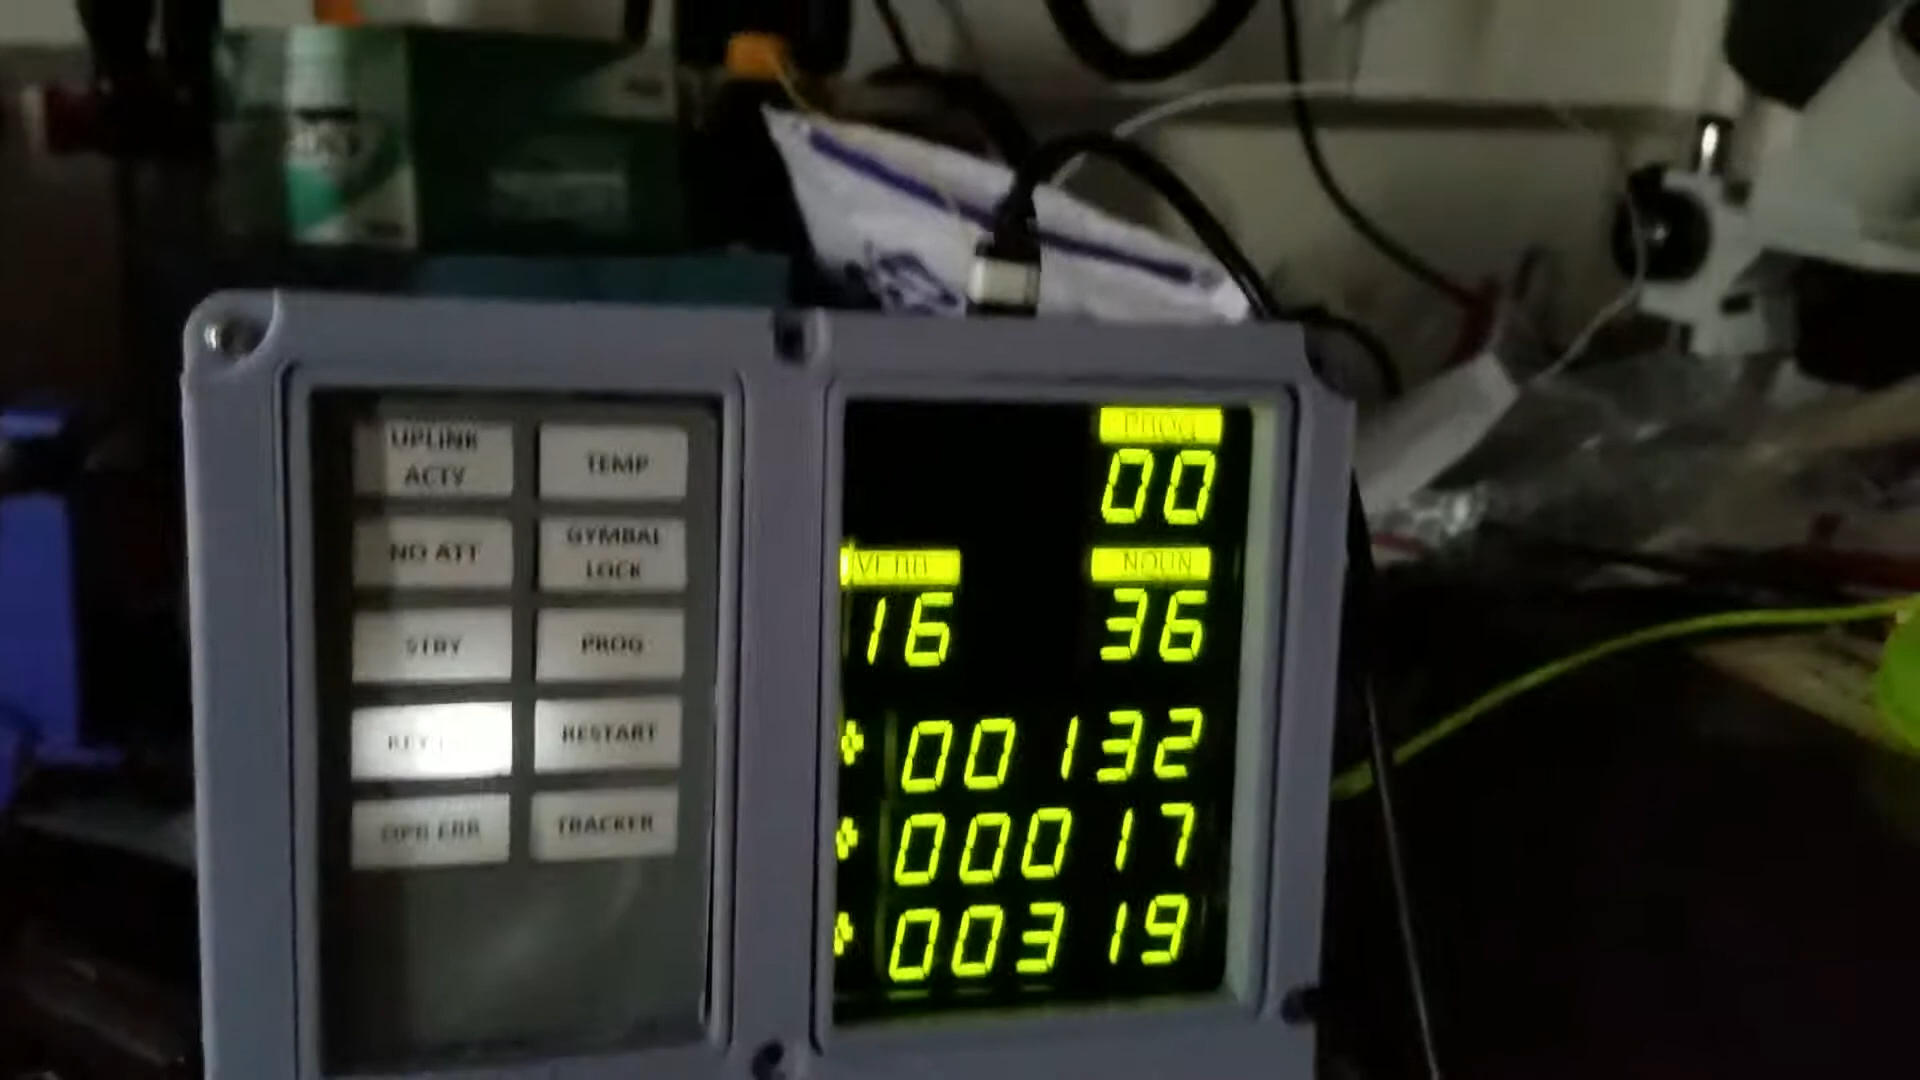 UPLINK
ACTY
TEMP
NO ATT
GYMBAL
LOCK
STBY
PROG
KEY
RESTART
OPR ERR
TRACKER
PROG
00
VERB
NOUN
16
36
+ 00132
+ 00017
+ 00319